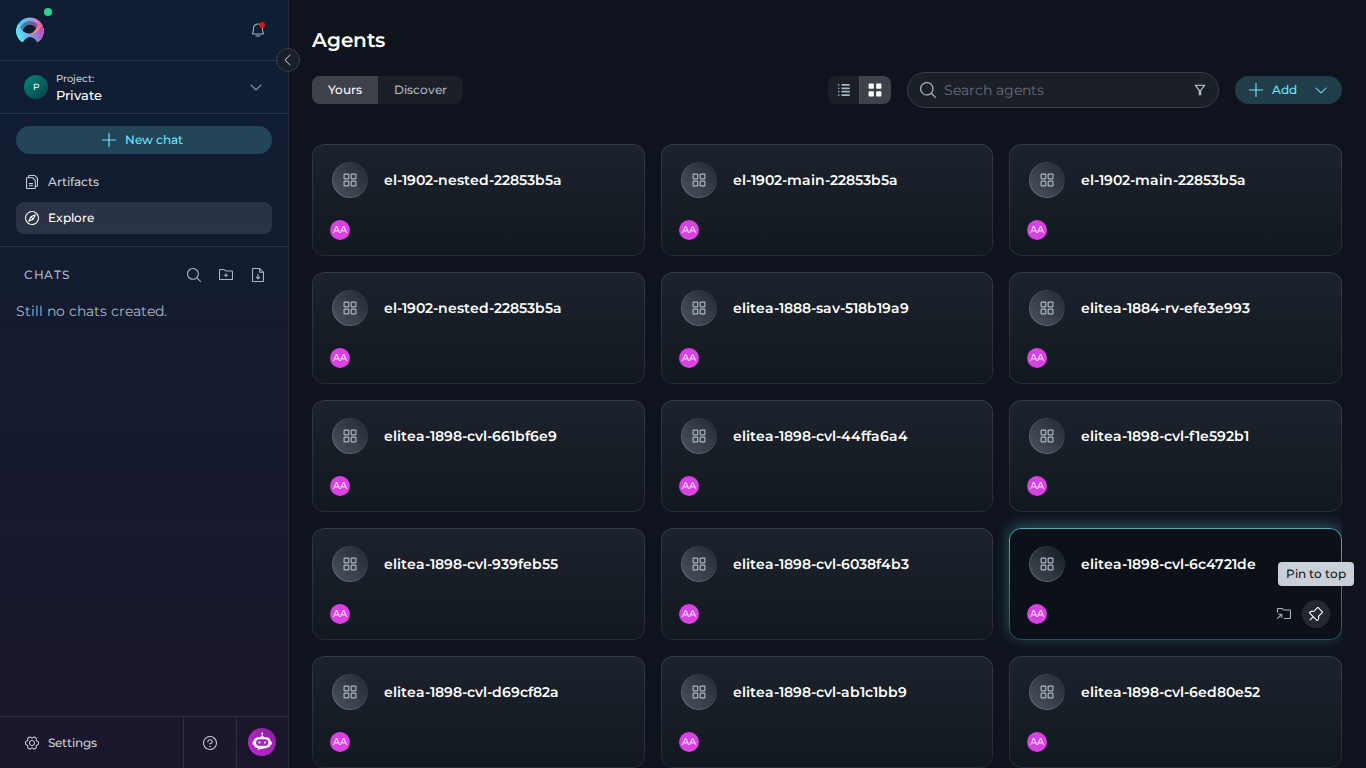 Agents
Project:
P
Private
Yours
Discover
Search agents
Add
New chat
Artifacts
Explore
CHATS
Still no chats created.
el-1902-nested-22853b5a
AA
el-1902-main-22853b5a
AA
el-1902-main-22853b5a
AA
el-1902-nested-22853b5a
AA
elitea-1888-sav-518b19a9
AA
elitea-1884-rv-efe3e993
AA
elitea-1898-cvl-661bf6e9
AA
elitea-1898-cvl-44ffa6a4
AA
elitea-1898-cvl-f1e592b1
AA
elitea-1898-cvl-939feb55
AA
elitea-1898-cvl-6038f4b3
AA
elitea-1898-cvl-6c4721de
Pin to top
AA
elitea-1898-cvl-d69cf82a
AA
elitea-1898-cvl-ab1c1bb9
AA
elitea-1898-cvl-6ed80e52
AA
Settings